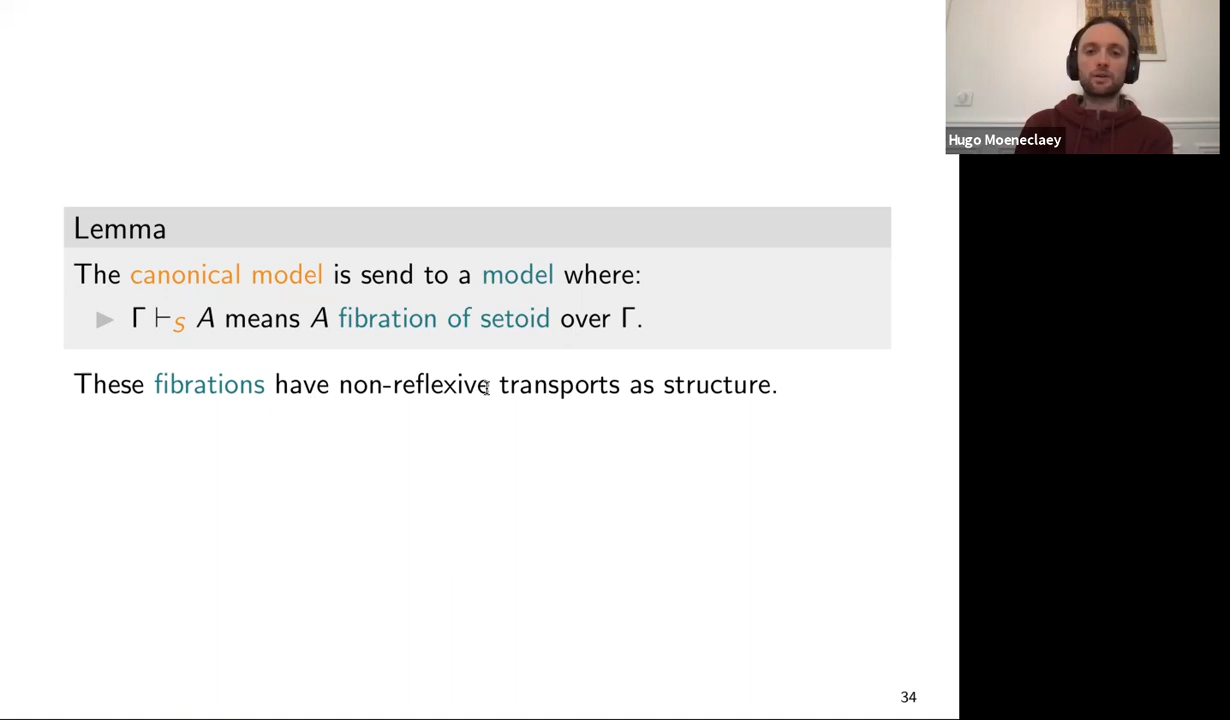 Hugo Moeneclaey
Lemma
The canonical model is send to a model where:
▶ Γ ⊢S A means A fibration of setoid over Γ.
These fibrations have non-reflexive transports as structure.
34